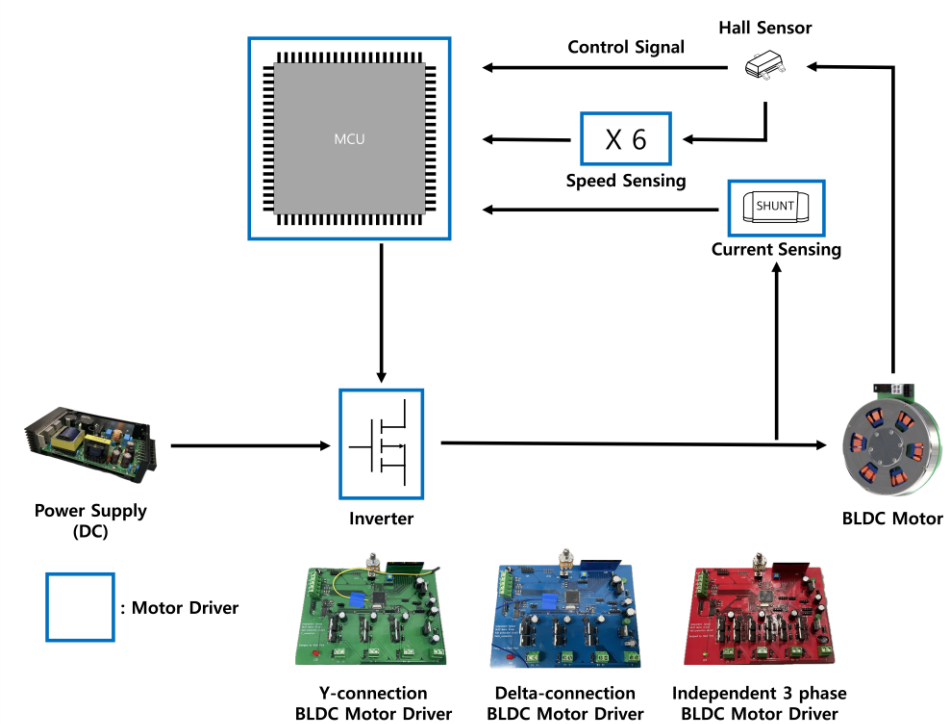 Hall Sensor
Control Signal
MCU
X 6
Speed Sensing
SHUNT
Current Sensing
Power Supply
(DC)
Inverter
BLDC Motor
: Motor Driver
Y-connection
BLDC Motor Driver
Delta-connection
BLDC Motor Driver
Independent 3 phase
BLDC Motor Driver